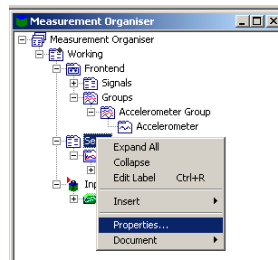 Measurement Organiser
Measurement Organiser
Working
Frontend
Signals
Groups
Accelerometer Group
Accelerometer
Expand All
Collapse
Edit Label Ctrl+R
Insert
Properties...
Document